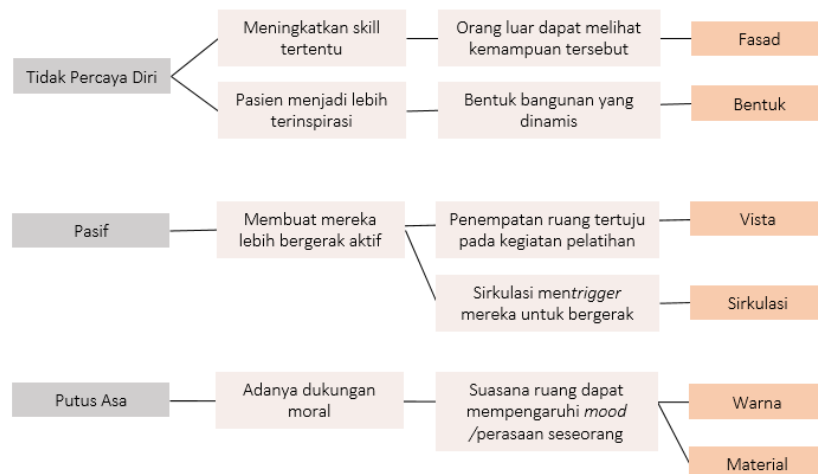 Meningkatkan skill
tertentu
Orang luar dapat melihat
kemampuan tersebut
Fasad
Tidak Percaya Diri
Pasien menjadi lebih
terinspirasi
Bentuk bangunan yang
dinamis
Bentuk
Pasif
Membuat mereka
lebih bergerak aktif
Penempatan ruang tertuju
pada kegiatan pelatihan
Vista
Sirkulasi mentrigger
mereka untuk bergerak
Sirkulasi
Putus Asa
Adanya dukungan
moral
Suasana ruang dapat
mempengaruhi mood
/perasaan seseorang
Warna
Material